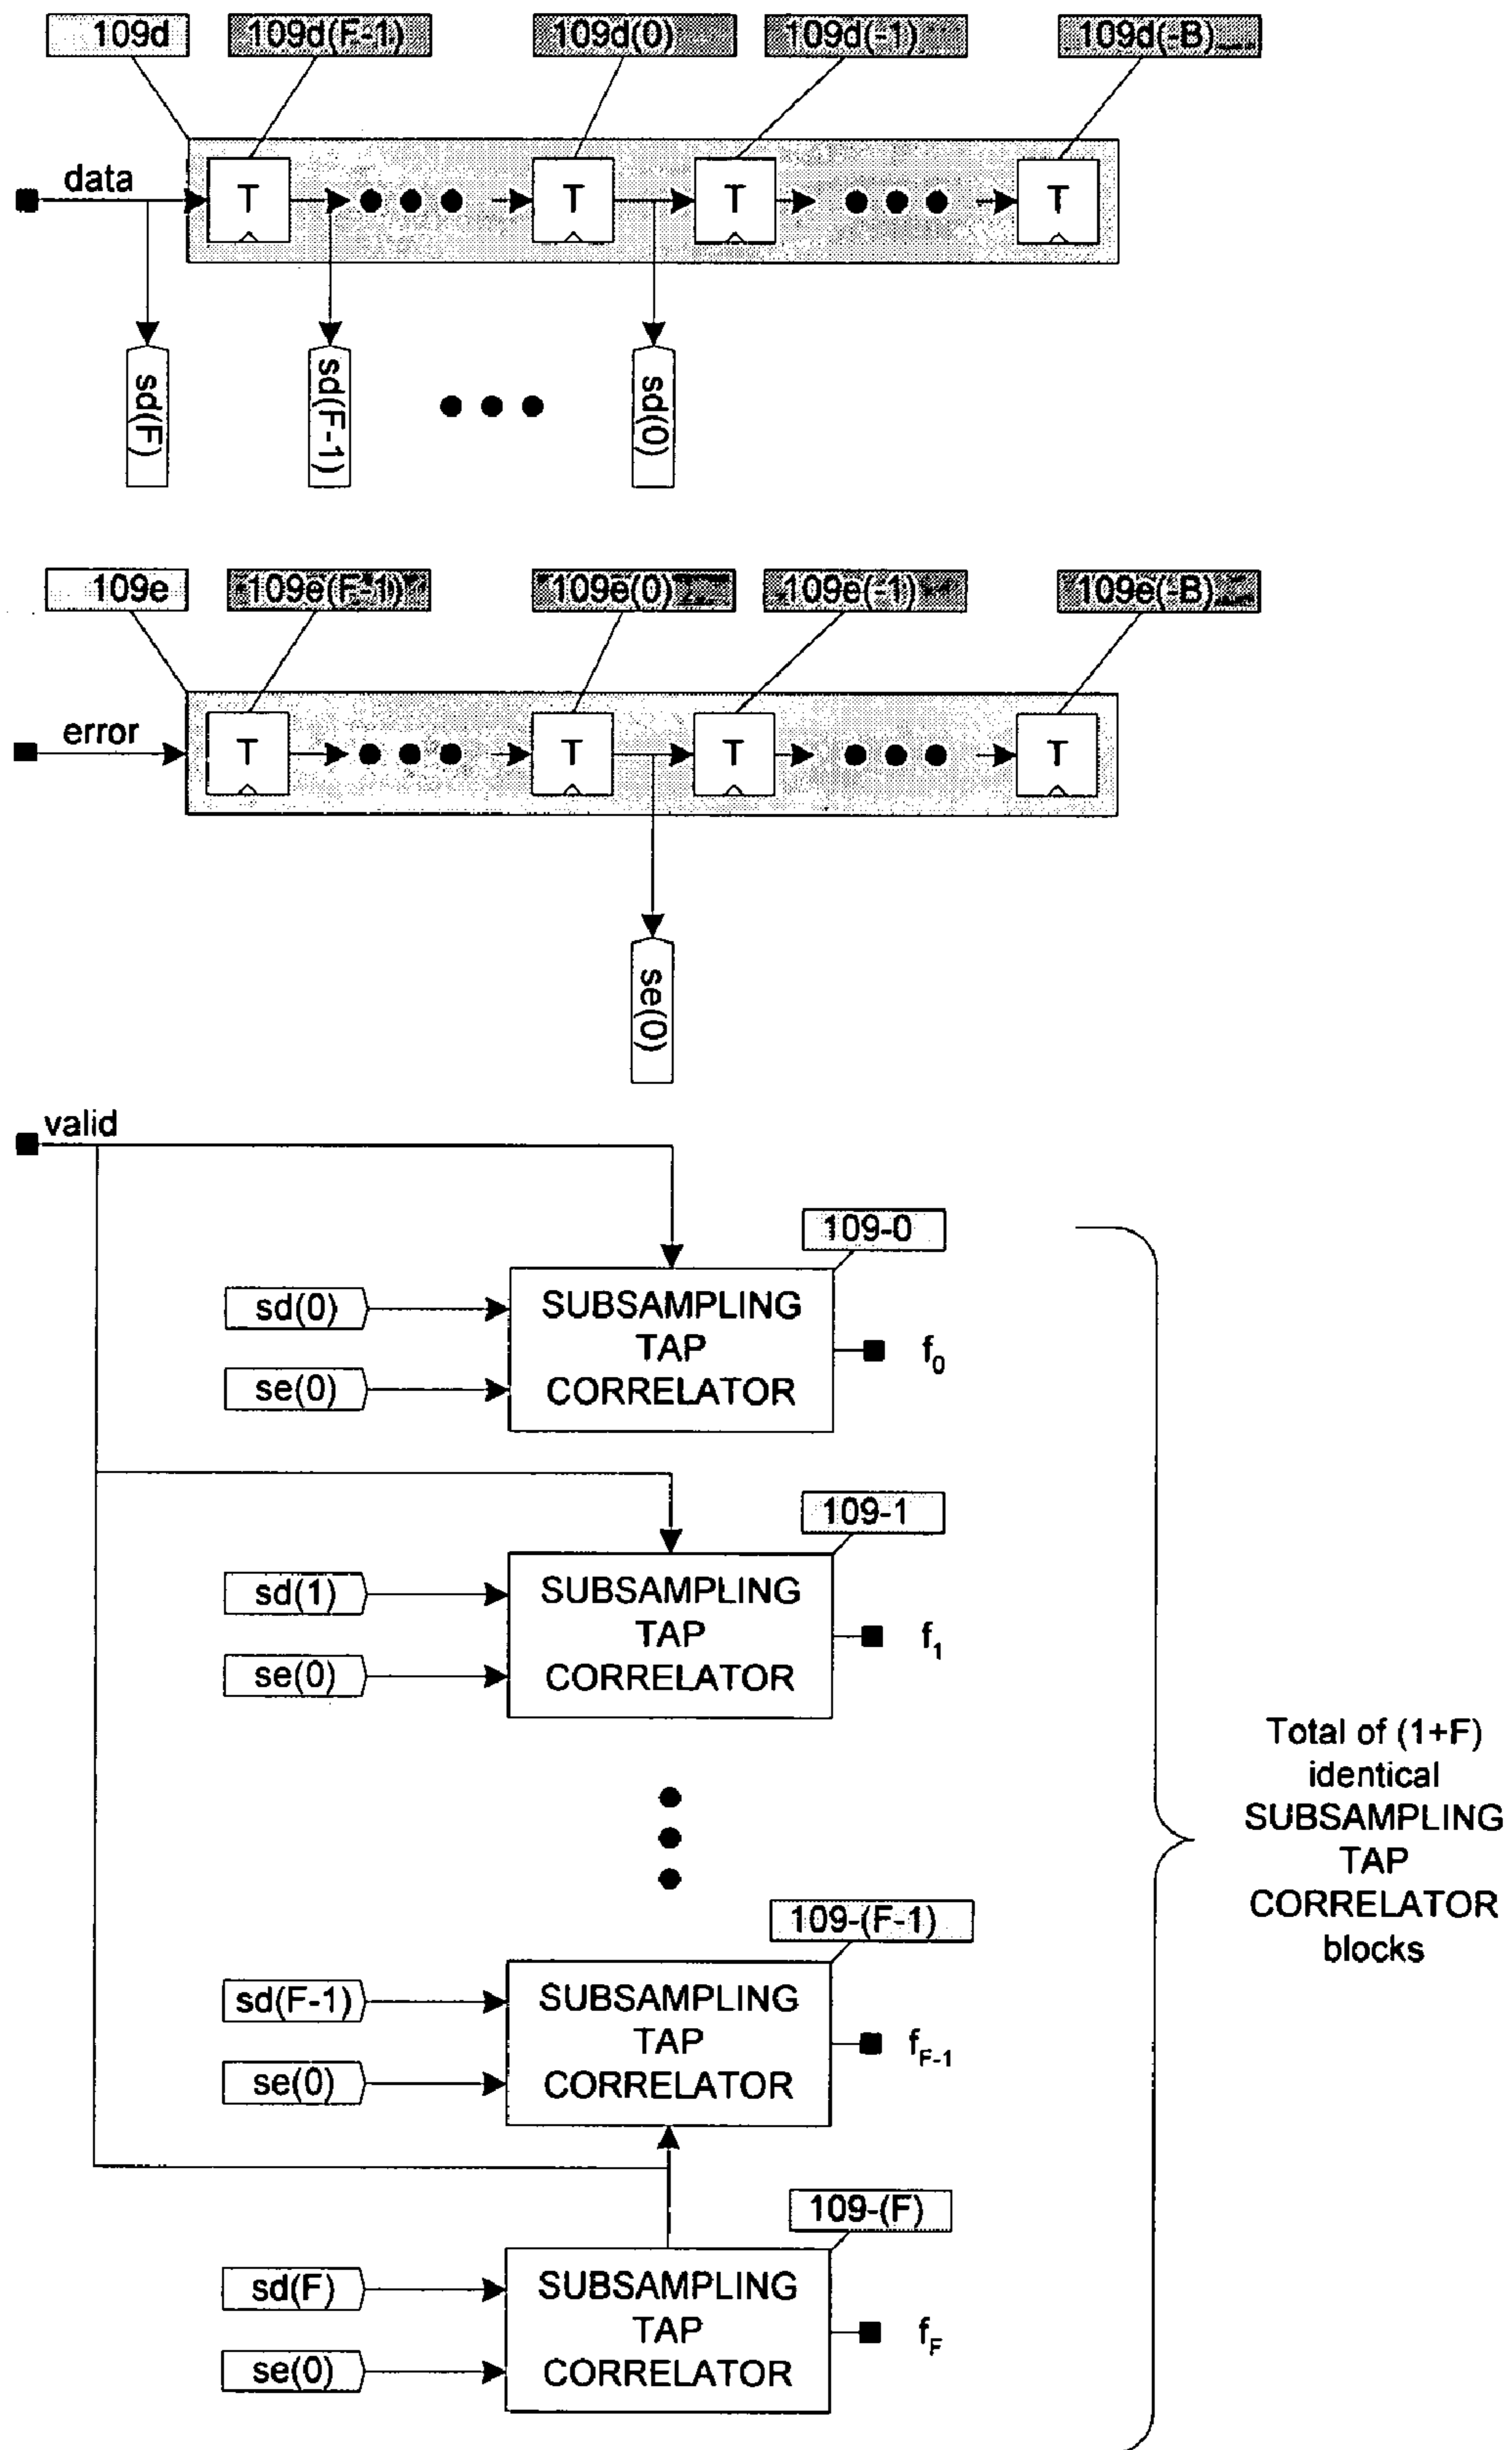 109d 109d(F-1) 109d(0) 109d(-1) 109d(-B)
data
T T T T
sd(F) sd(F-1) sd(0)
109e 109e(F-1) 109e(0) 109e(-1) 109e(-B)
error
T T T T
se(0)
valid
109-0
sd(0)
se(0)
SUBSAMPLING
TAP
CORRELATOR
f0
109-1
sd(1)
se(0)
SUBSAMPLING
TAP
CORRELATOR
f1
Total of (1+F)
identical
SUBSAMPLING
TAP
CORRELATOR
blocks
109-(F-1)
sd(F-1)
se(0)
SUBSAMPLING
TAP
CORRELATOR
fF-1
109-(F)
sd(F)
se(0)
SUBSAMPLING
TAP
CORRELATOR
fF